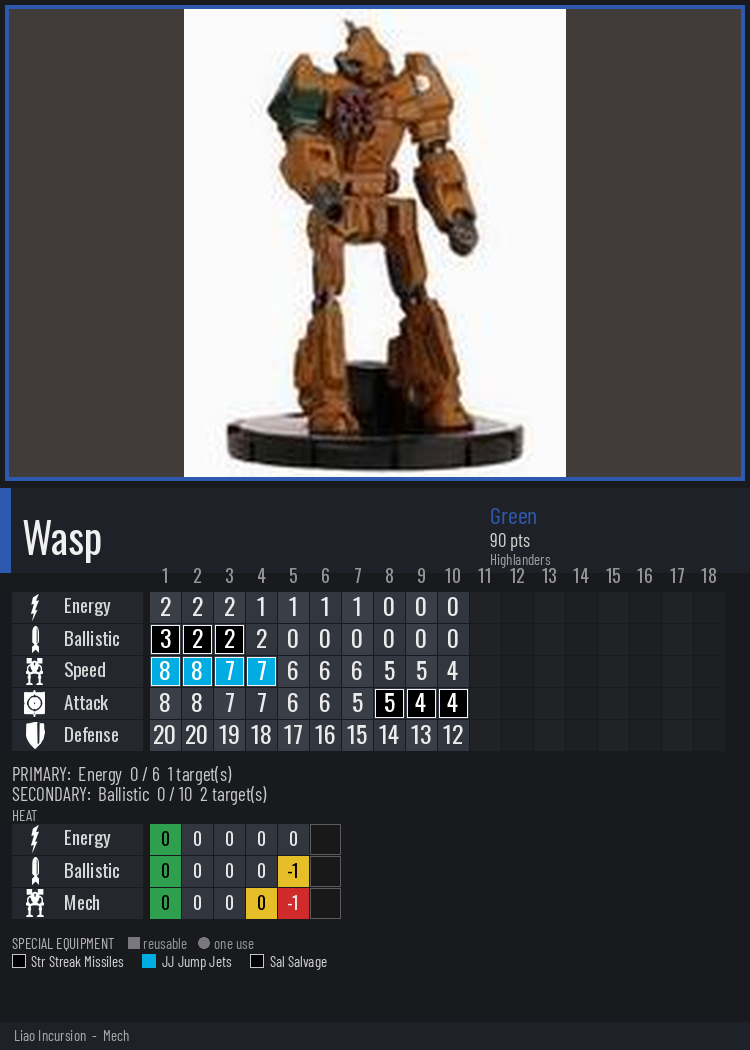 Wasp
Green
90 pts
Highlanders
1 2 3 4 5 6 7 8 9 10 11 12 13 14 15 16 17 18
Energy 2 2 2 1 1 1 1 0 0 0
Ballistic 3 2 2 2 0 0 0 0 0 0
Speed 8 8 7 7 6 6 6 5 5 4
Attack 8 8 7 7 6 6 5 5 4 4
Defense 20 20 19 18 17 16 15 14 13 12
PRIMARY: Energy 0 / 6 1 target(s)
SECONDARY: Ballistic 0 / 10 2 target(s)
HEAT
Energy 0 0 0 0 0
Ballistic 0 0 0 0 -1
Mech 0 0 0 0 -1
SPECIAL EQUIPMENT reusable one use
Str Streak Missiles JJ Jump Jets Sal Salvage
Liao Incursion - Mech